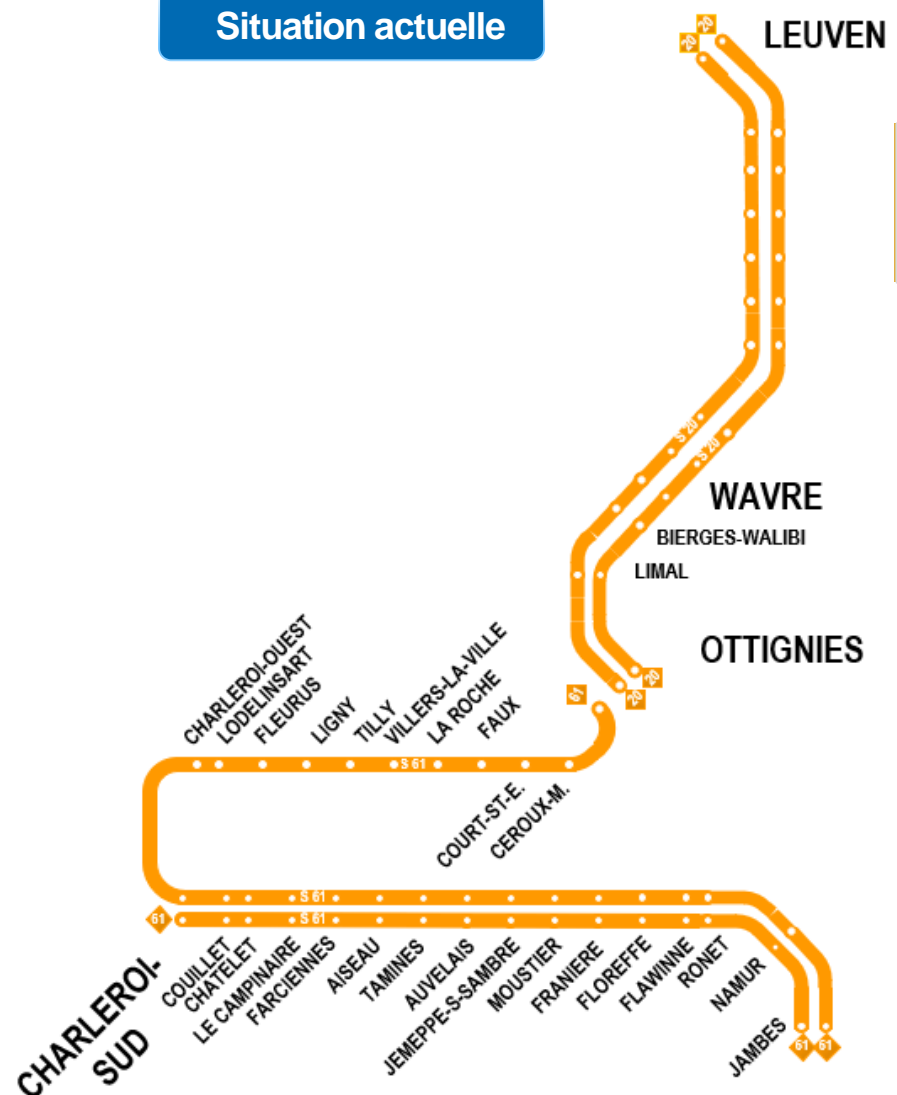 Situation actuelle
20
20
LEUVEN
S 20
S 20
WAVRE
BIERGES-WALIBI
LIMAL
OTTIGNIES
20
20
61
CHARLEROI-OUEST
LODELINSART
FLEURUS
LIGNY
TILLY
VILLERS-LA-VILLE
LA ROCHE
FAUX
S 61
COURT-ST-E.
CEROUX-M.
S 61
61
S 61
CHARLEROI-
SUD
COUILLET
CHATELET
LE CAMPINAIRE
FARCIENNES
AISEAU
TAMINES
AUVELAIS
JEMEPPE-S-SAMBRE
MOUSTIER
FRANIERE
FLOREFFE
FLAWINNE
RONET
NAMUR
JAMBES
61
61